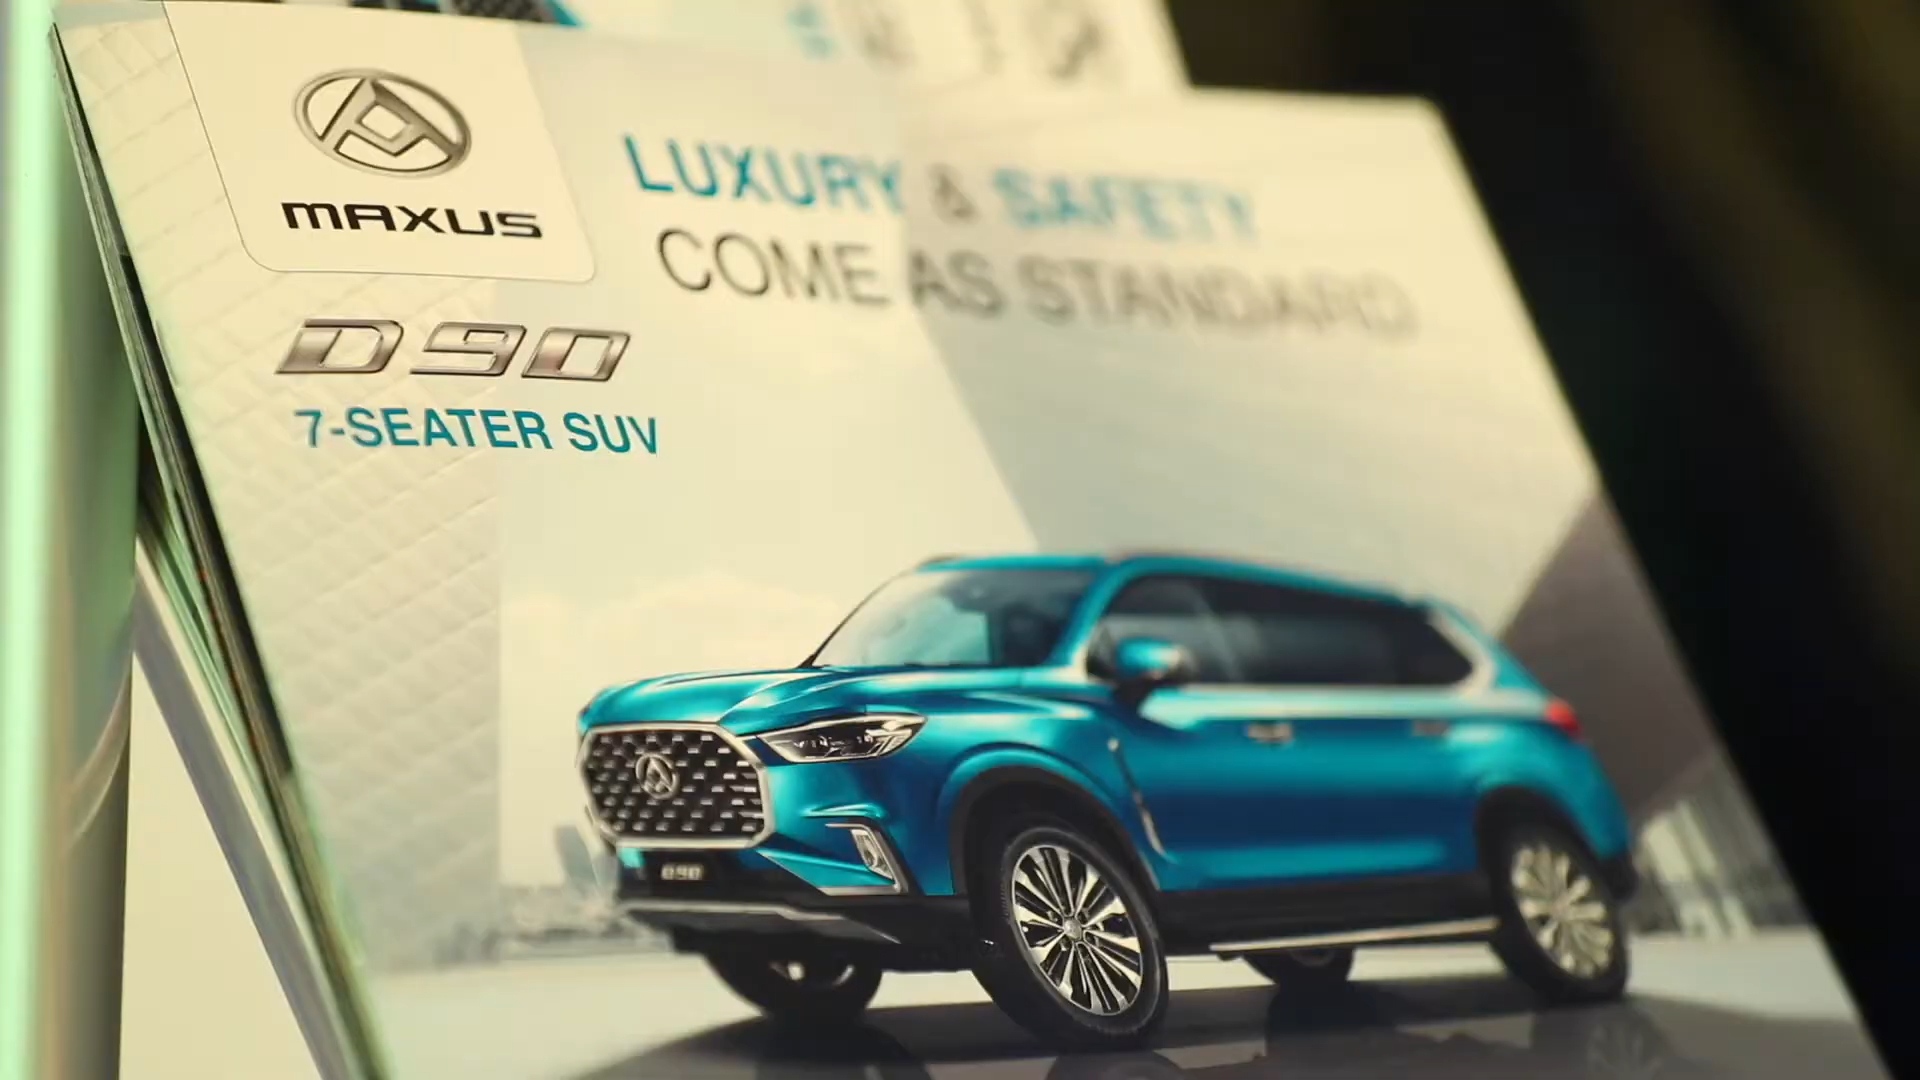 MAXUS
LUXURY & SAFETY
COME AS STANDARD
D90
7-SEATER SUV
D90